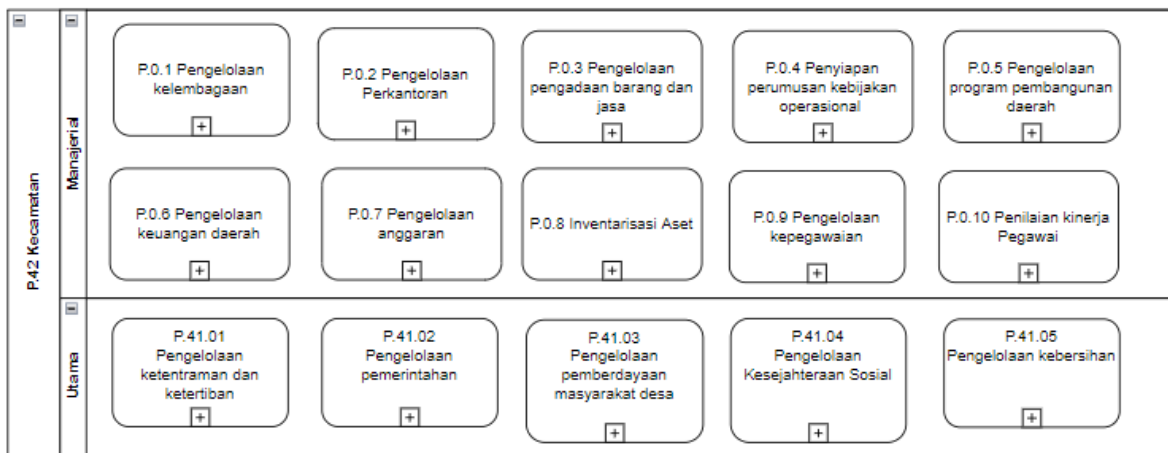 P.42 Kecamatan
Manajerial
P.0.1 Pengelolaan
kelembagaan
P.0.2 Pengelolaan
Perkantoran
P.0.3 Pengelolaan
pengadaan barang dan
jasa
P.0.4 Penyiapan
perumusan kebijakan
operasional
P.0.5 Pengelolaan
program pembangunan
daerah
P.0.6 Pengelolaan
keuangan daerah
P.0.7 Pengelolaan
anggaran
P.0.8 Inventarisasi Aset
P.0.9 Pengelolaan
kepegawaian
P.0.10 Penilaian kinerja
Pegawai
Utama
P.41.01
Pengelolaan
ketentraman dan
ketertiban
P.41.02
Pengelolaan
pemerintahan
P.41.03
Pengelolaan
pemberdayaan
masyarakat desa
P.41.04
Pengelolaan
Kesejahteraan Sosial
P.41.05
Pengelolaan kebersihan